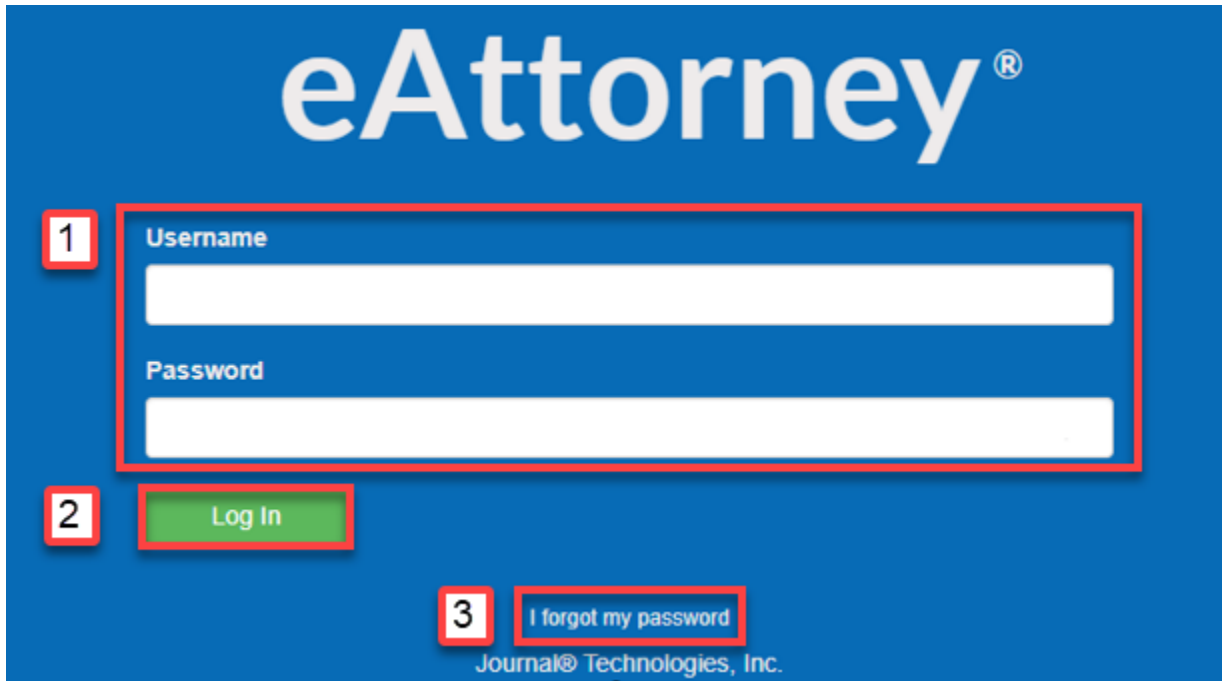 eAttorney®
1
Username
Password
2
Log In
3
I forgot my password
Journal® Technologies, Inc.